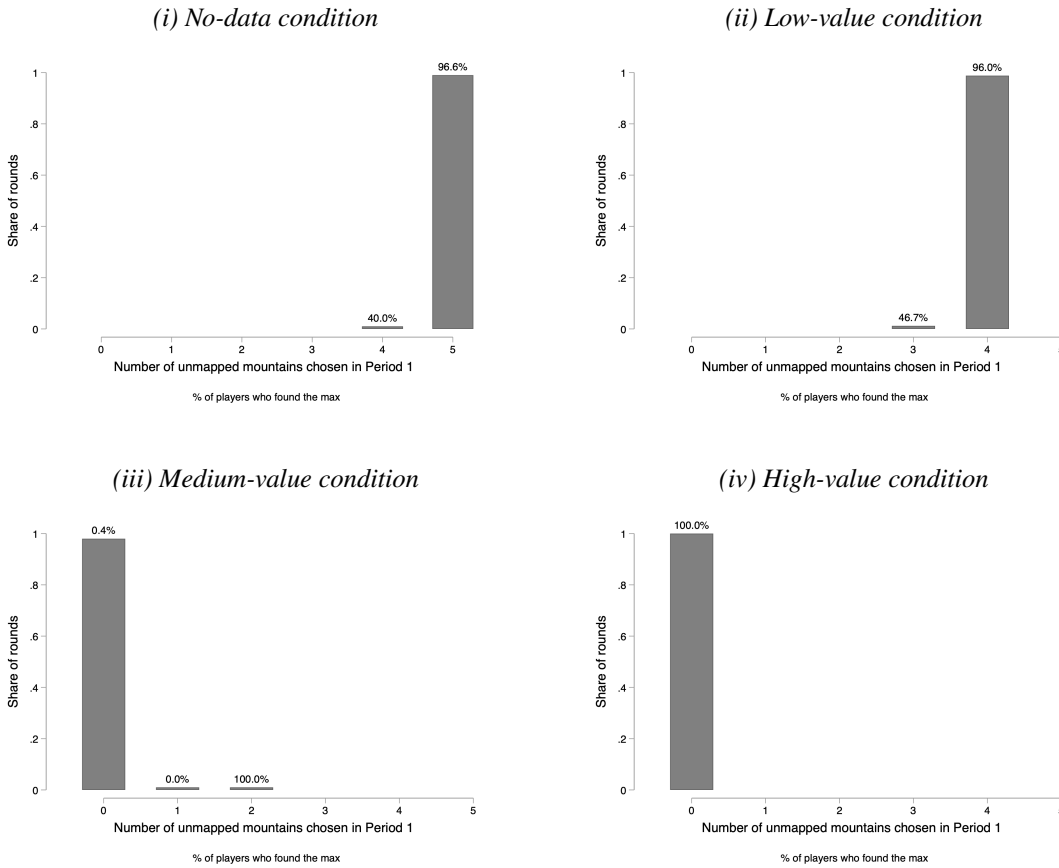 (i) No-data condition
96.6%
1
.8
.6
.4
.2
0
Share of rounds
40.0%
0 1 2 3 4 5
Number of unmapped mountains chosen in Period 1
% of players who found the max
(ii) Low-value condition
96.0%
1
.8
.6
.4
.2
0
Share of rounds
46.7%
0 1 2 3 4
Number of unmapped mountains chosen in Period 1
% of players who found the max
(iii) Medium-value condition
0.4%
1
.8
.6
.4
.2
0
Share of rounds
0.0% 100.0%
0 1 2 3 4 5
Number of unmapped mountains chosen in Period 1
% of players who found the max
(iv) High-value condition
100.0%
1
.8
.6
.4
.2
0
Share of rounds
0 1 2 3 4
Number of unmapped mountains chosen in Period 1
% of players who found the max